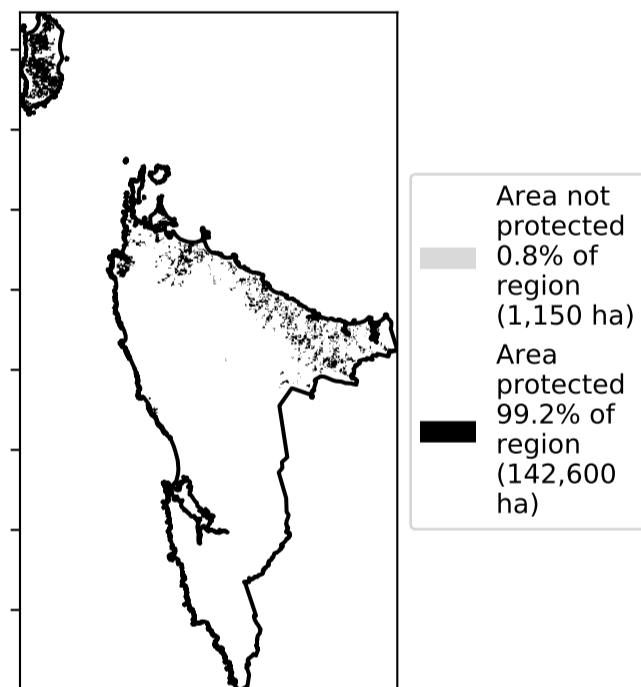 Area not
protected
0.8% of
region
(1,150 ha)
Area
protected
99.2% of
region
(142,600
ha)